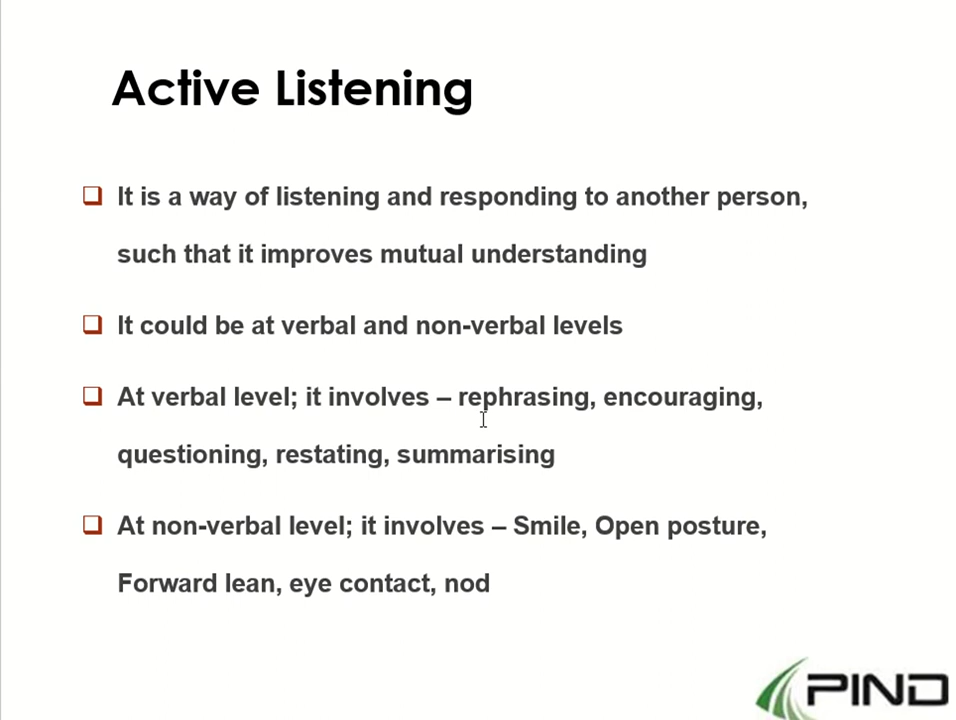 Active Listening
It is a way of listening and responding to another person,
such that it improves mutual understanding
It could be at verbal and non-verbal levels
At verbal level; it involves – rephrasing, encouraging,
questioning, restating, summarising
At non-verbal level; it involves – Smile, Open posture,
Forward lean, eye contact, nod
PIND